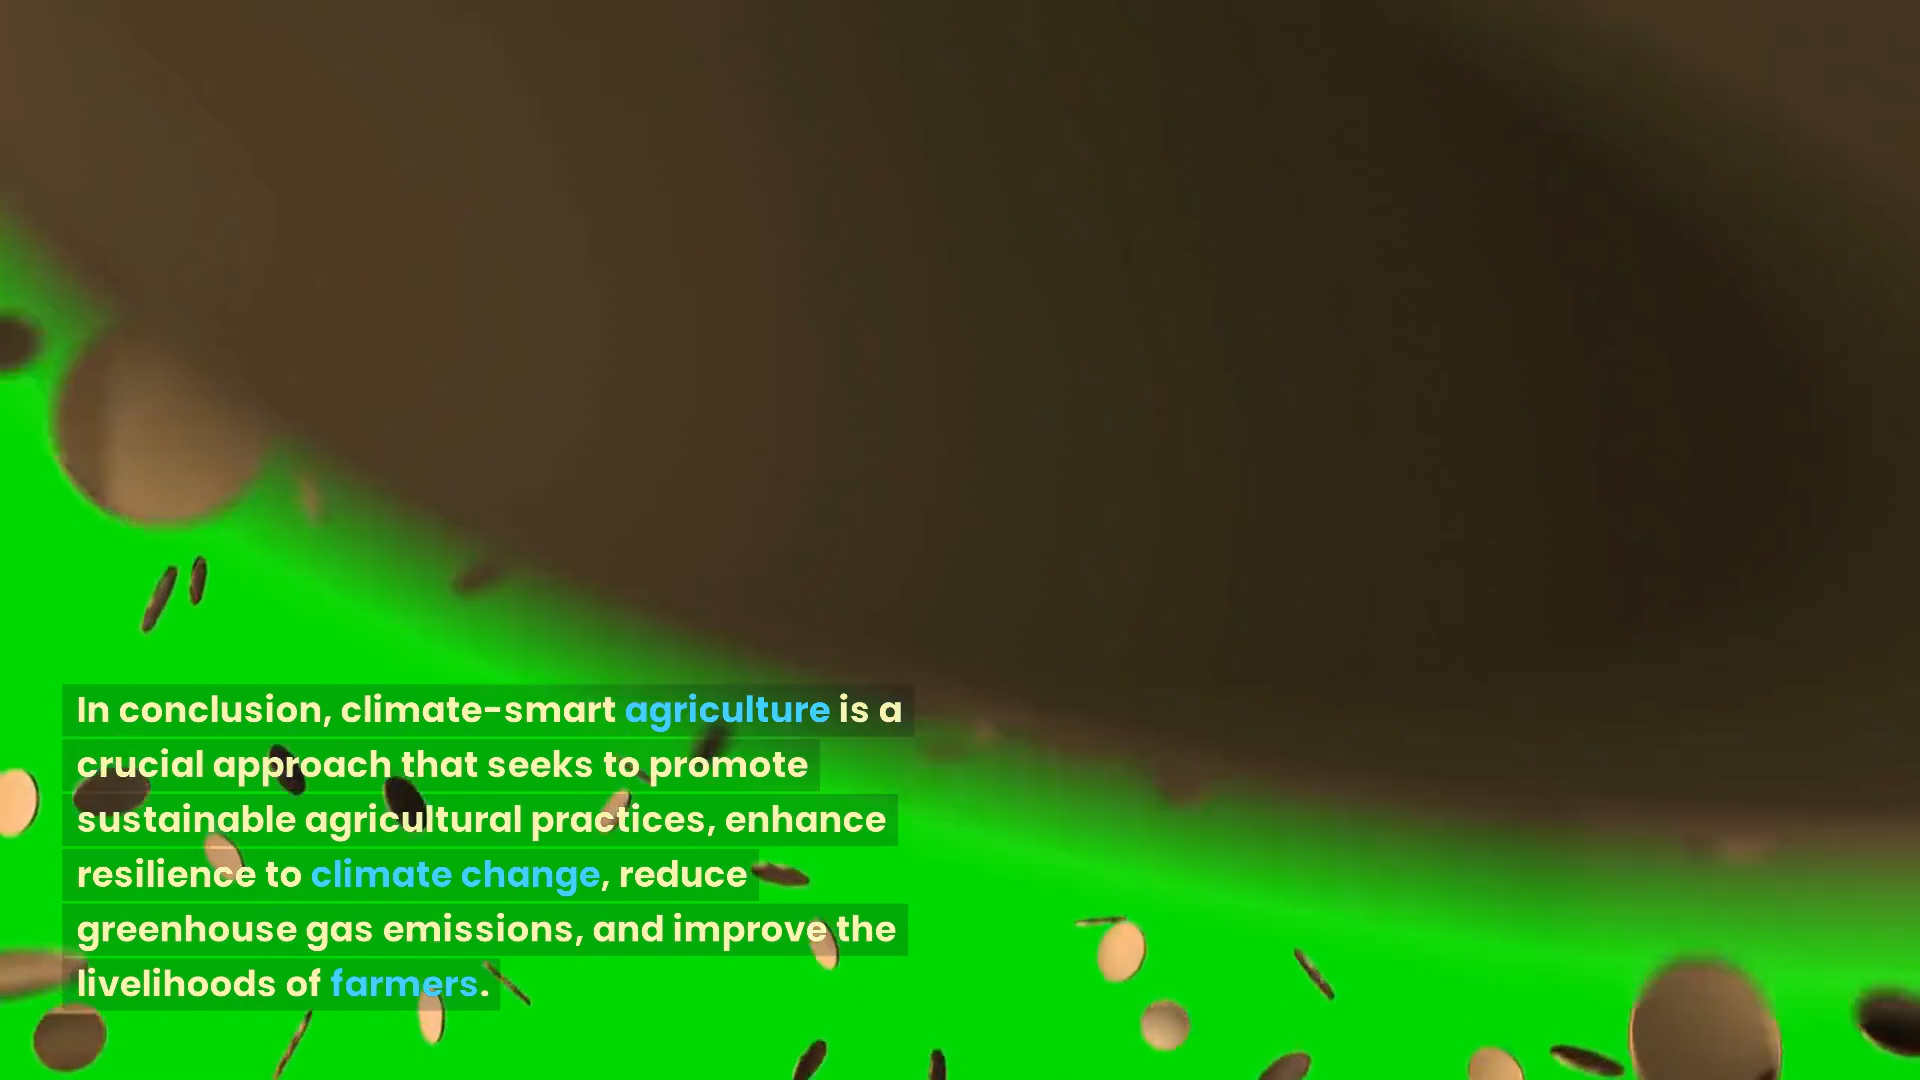 In conclusion, climate-smart agriculture is a
crucial approach that seeks to promote
sustainable agricultural practices, enhance
resilience to climate change, reduce
greenhouse gas emissions, and improve the
livelihoods of farmers.